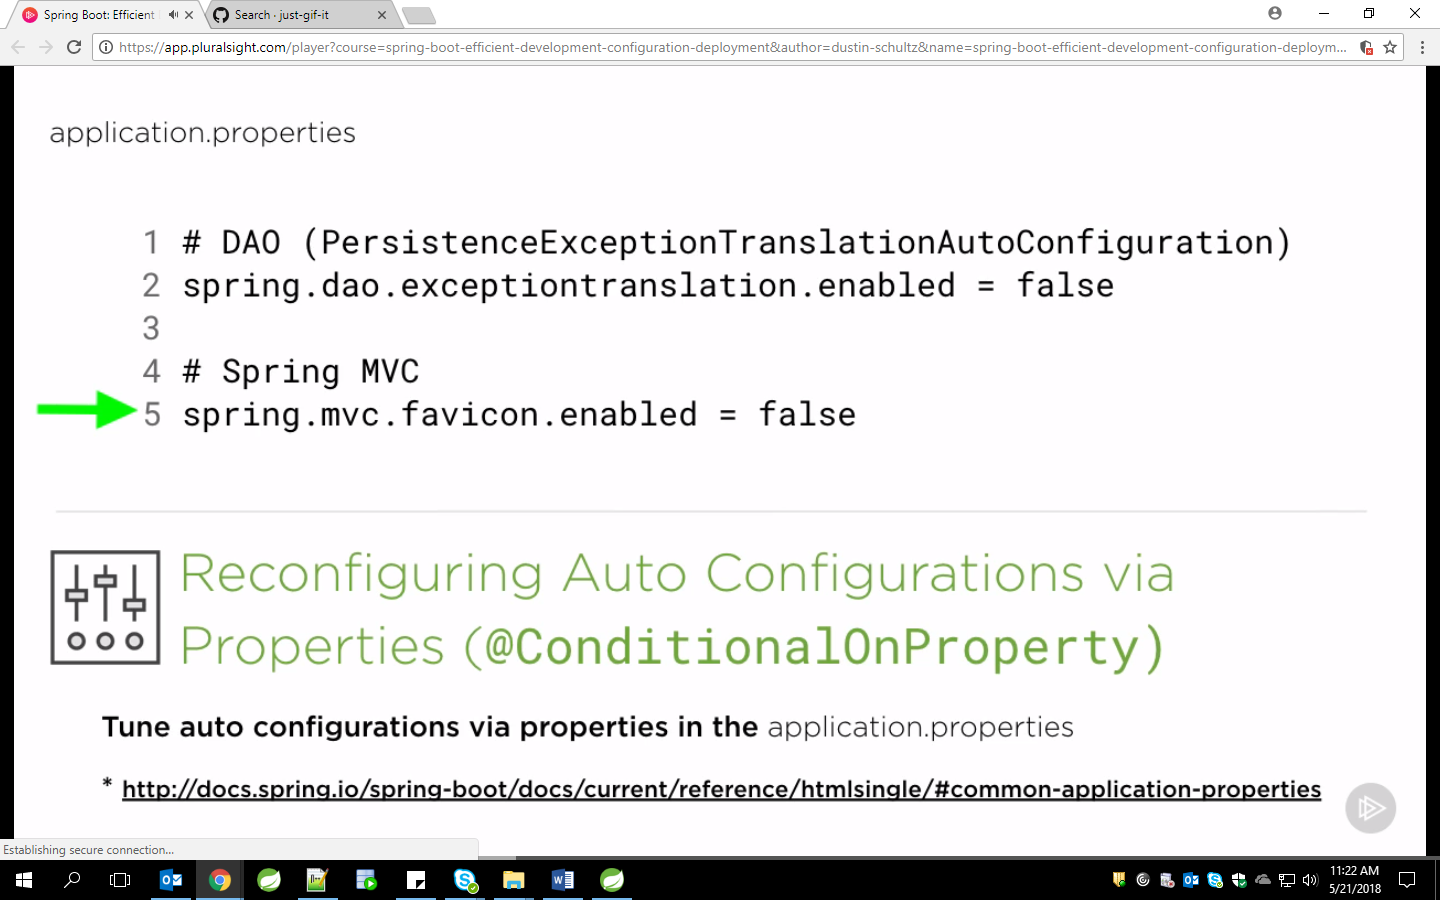 Spring Boot: Efficient
Search · just-gif-it
https://app.pluralsight.com/player?course=spring-boot-efficient-development-configuration-deployment&author=dustin-schultz&name=spring-boot-efficient-development-configuration-deploym...
application.properties
1 # DAO (PersistenceExceptionTranslationAutoConfiguration)
2 spring.dao.exceptiontranslation.enabled = false
3
4 # Spring MVC
5 spring.mvc.favicon.enabled = false
Reconfiguring Auto Configurations via
Properties (@ConditionalOnProperty)
Tune auto configurations via properties in the application.properties
* http://docs.spring.io/spring-boot/docs/current/reference/htmlsingle/#common-application-properties
Establishing secure connection...
11:22 AM
5/21/2018